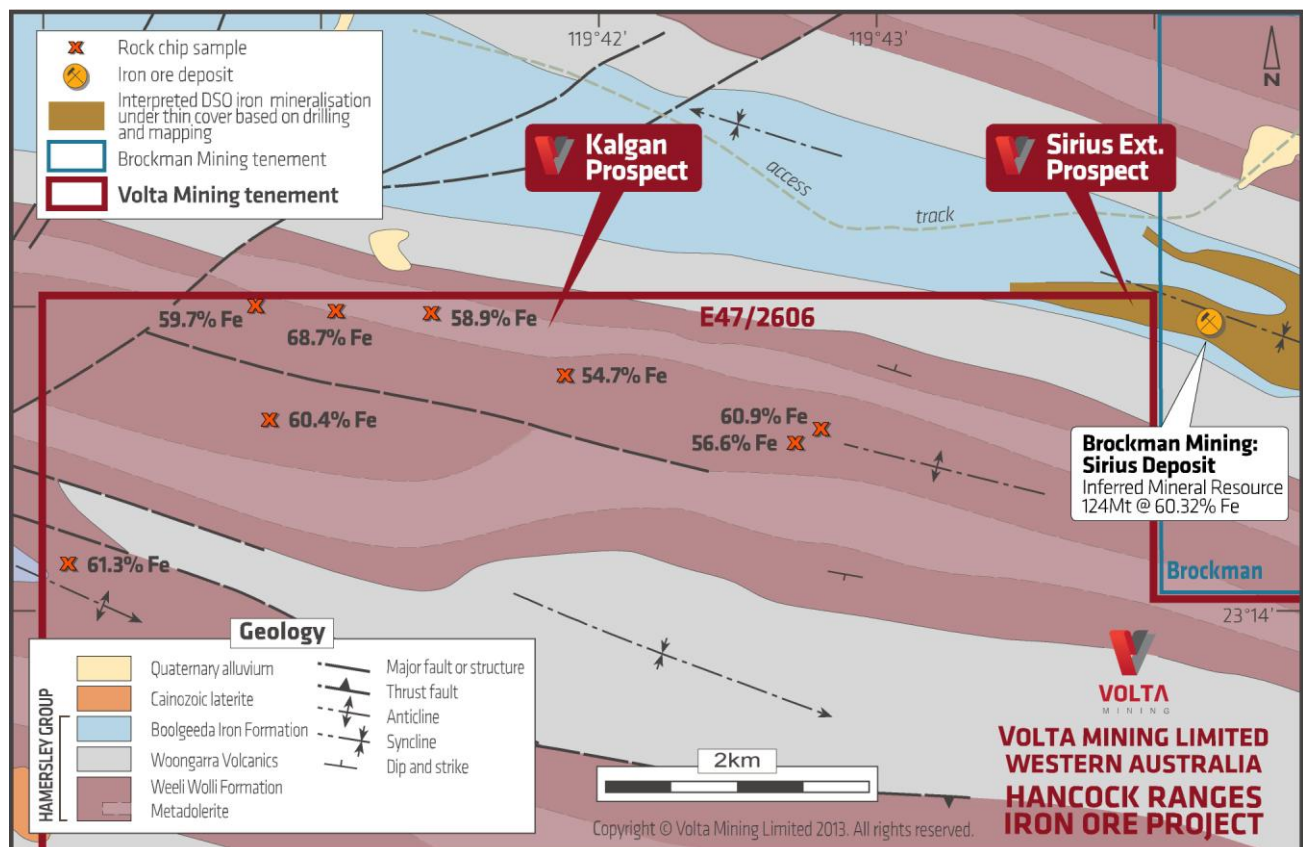 Rock chip sample
Iron ore deposit
Interpreted DSO iron mineralisation
under thin cover based on drilling
and mapping
Brockman Mining tenement
Volta Mining tenement
119°42'
119°43'
N
Kalgan
Prospect
Sirius Ext.
Prospect
access
track
E47/2606
59.7% Fe
68.7% Fe
58.9% Fe
54.7% Fe
60.4% Fe
60.9% Fe
56.6% Fe
61.3% Fe
Brockman Mining:
Sirius Deposit
Inferred Mineral Resource
124Mt @ 60.32% Fe
Brockman
23°14'
Geology
HAMERSLEY GROUP
Quaternary alluvium
Cainozoic laterite
Boolgeeda Iron Formation
Woongarra Volcanics
Weeli Wolli Formation
Metadolerite
Major fault or structure
Thrust fault
Anticline
Syncline
Dip and strike
2km
Copyright © Volta Mining Limited 2013. All rights reserved.
VOLTA
MINING
VOLTA MINING LIMITED
WESTERN AUSTRALIA
HANCOCK RANGES
IRON ORE PROJECT